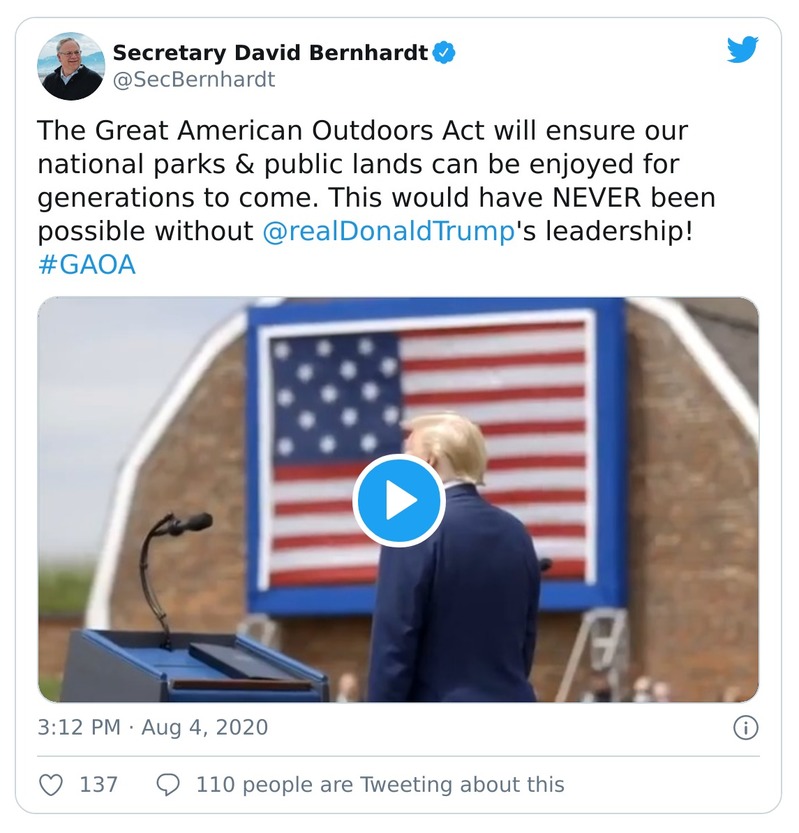 Secretary David Bernhardt
@SecBernhardt
The Great American Outdoors Act will ensure our
national parks & public lands can be enjoyed for
generations to come. This would have NEVER been
possible without @realDonaldTrump's leadership!
#GAOA
3:12 PM · Aug 4, 2020
137 110 people are Tweeting about this